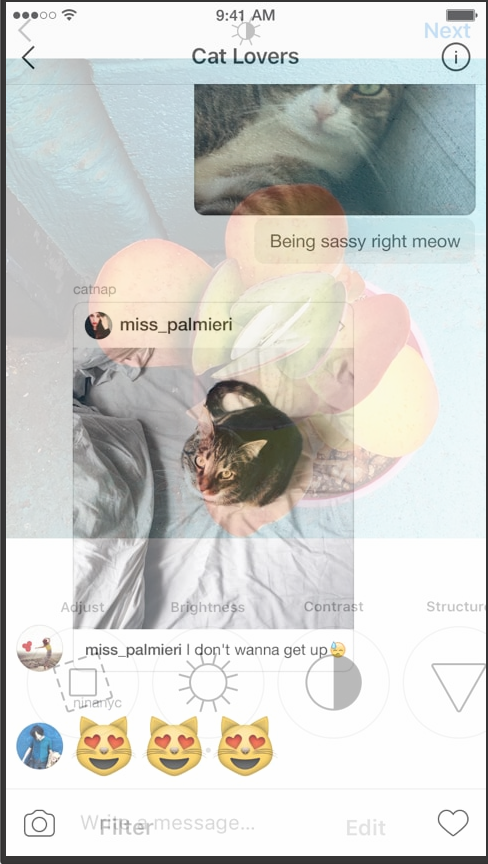 9:41 AM
Next
Cat Lovers
Being sassy right meow
catnap
miss_palmieri
Adjust
Brightness
Contrast
Structure
miss_palmieri I don't wanna get up
ninanyc
Write a message...
Filter
Edit